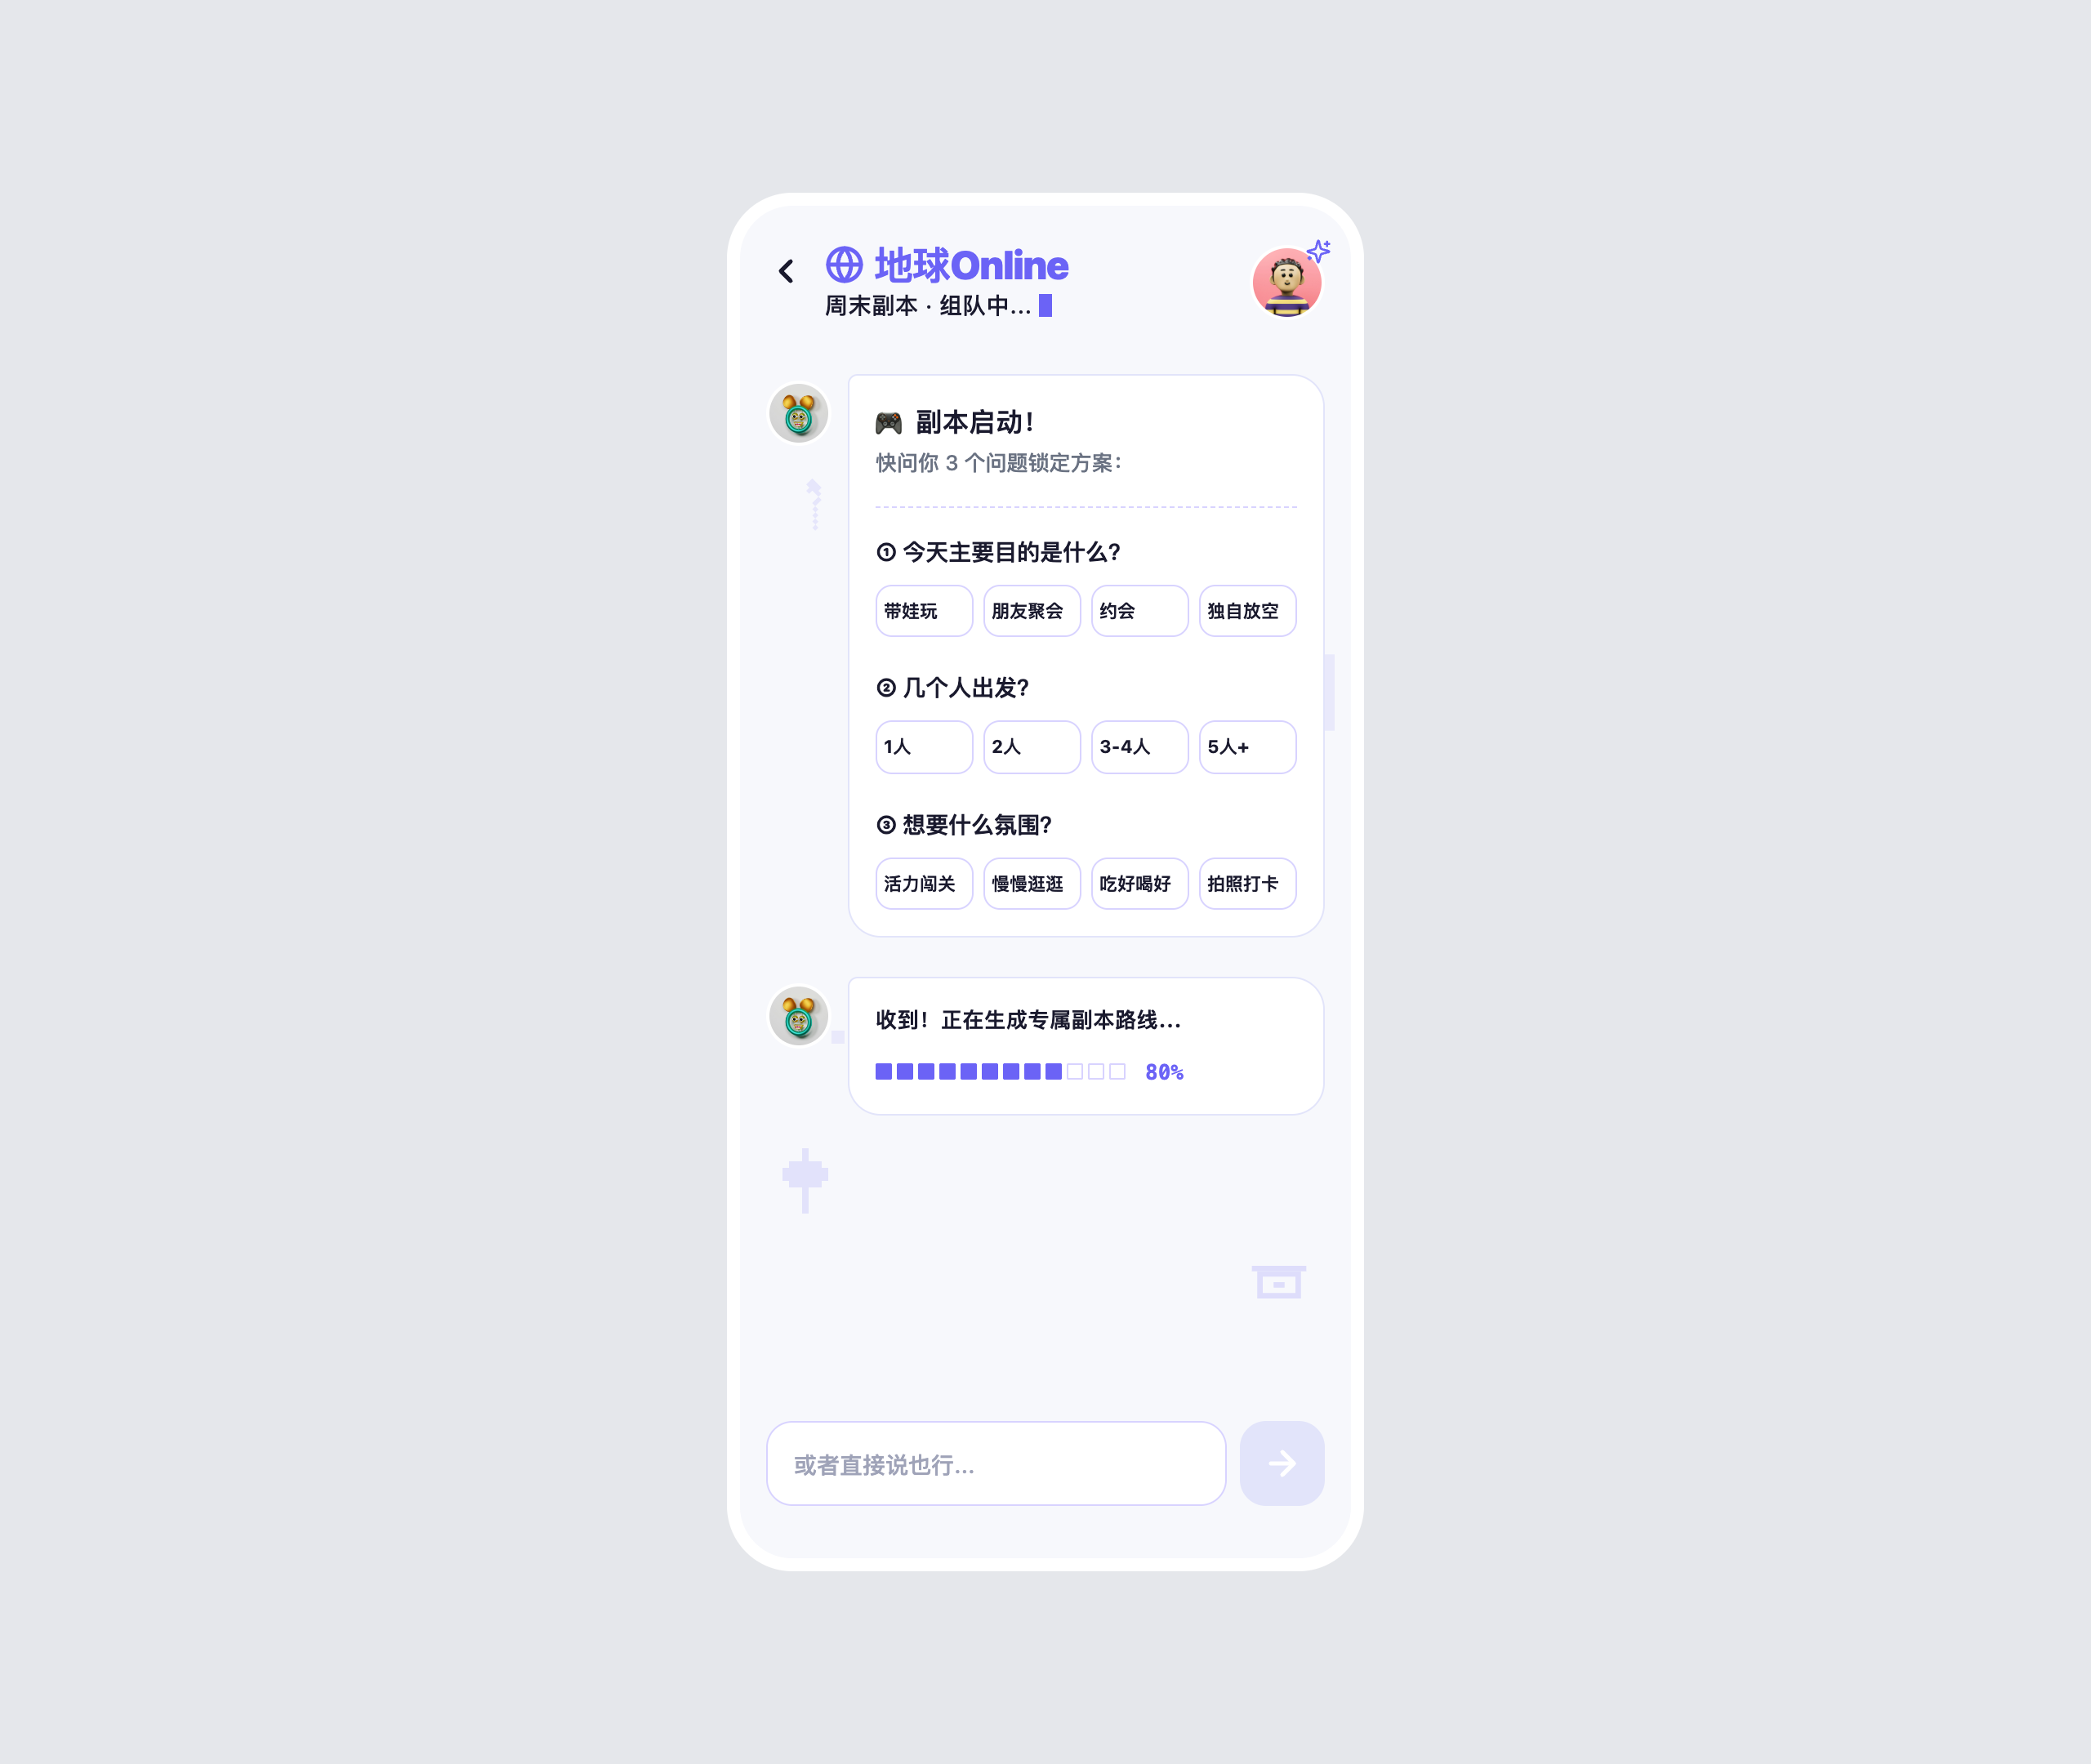 地球Online
周末副本 · 组队中...
🎮 副本启动！
快问你 3 个问题锁定方案：
① 今天主要目的是什么？
带娃玩 朋友聚会 约会 独自放空
② 几个人出发？
1人 2人 3-4人 5人+
③ 想要什么氛围？
活力闯关 慢慢逛逛 吃好喝好 拍照打卡
收到！正在生成专属副本路线...
80%
或者直接说也行...